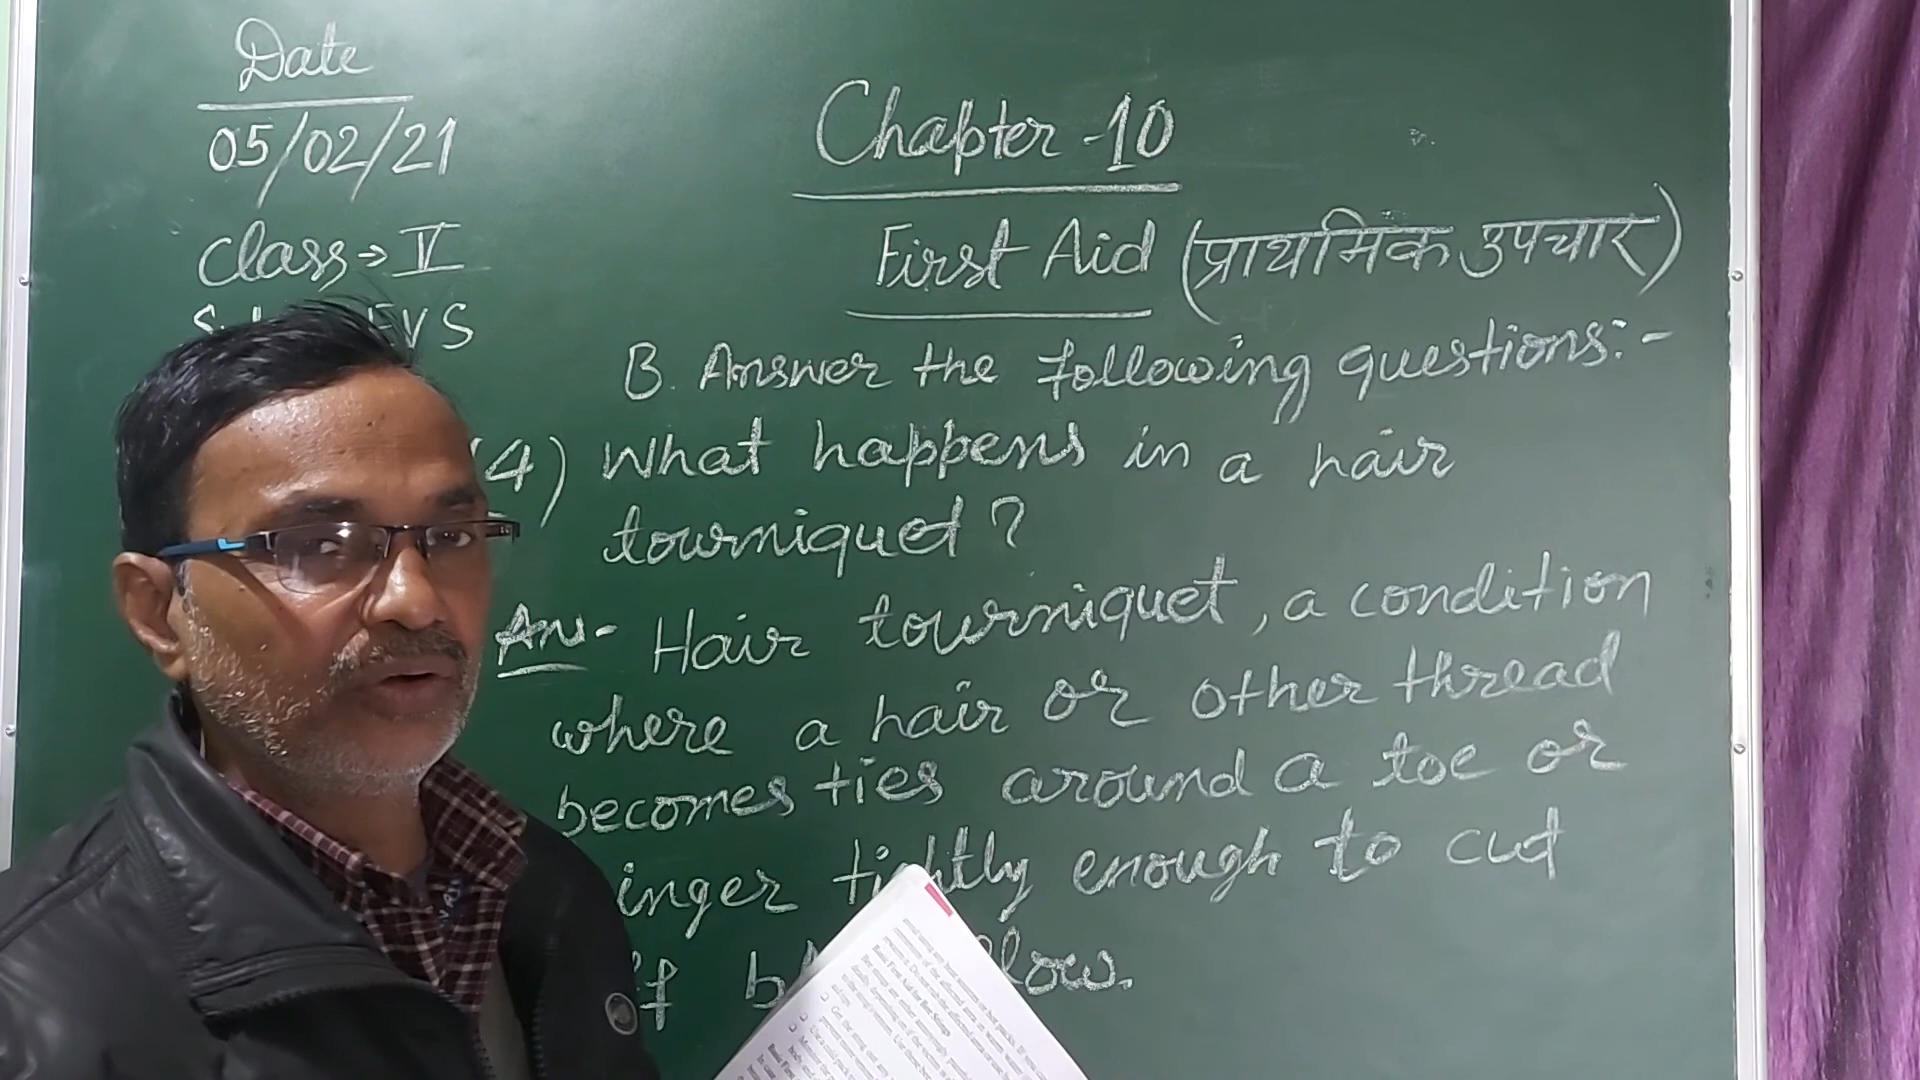 Date
05/02/21
Class → V
EVS
Chapter -10
First Aid (प्राथमिक उपचार)
B. Answer the following questions:-
(4) What happens in a hair
tourniquet?
Ans- Hair tourniquet, a condition
where a hair or other thread
becomes ties around a toe or
inger tightly enough to cut
flow.